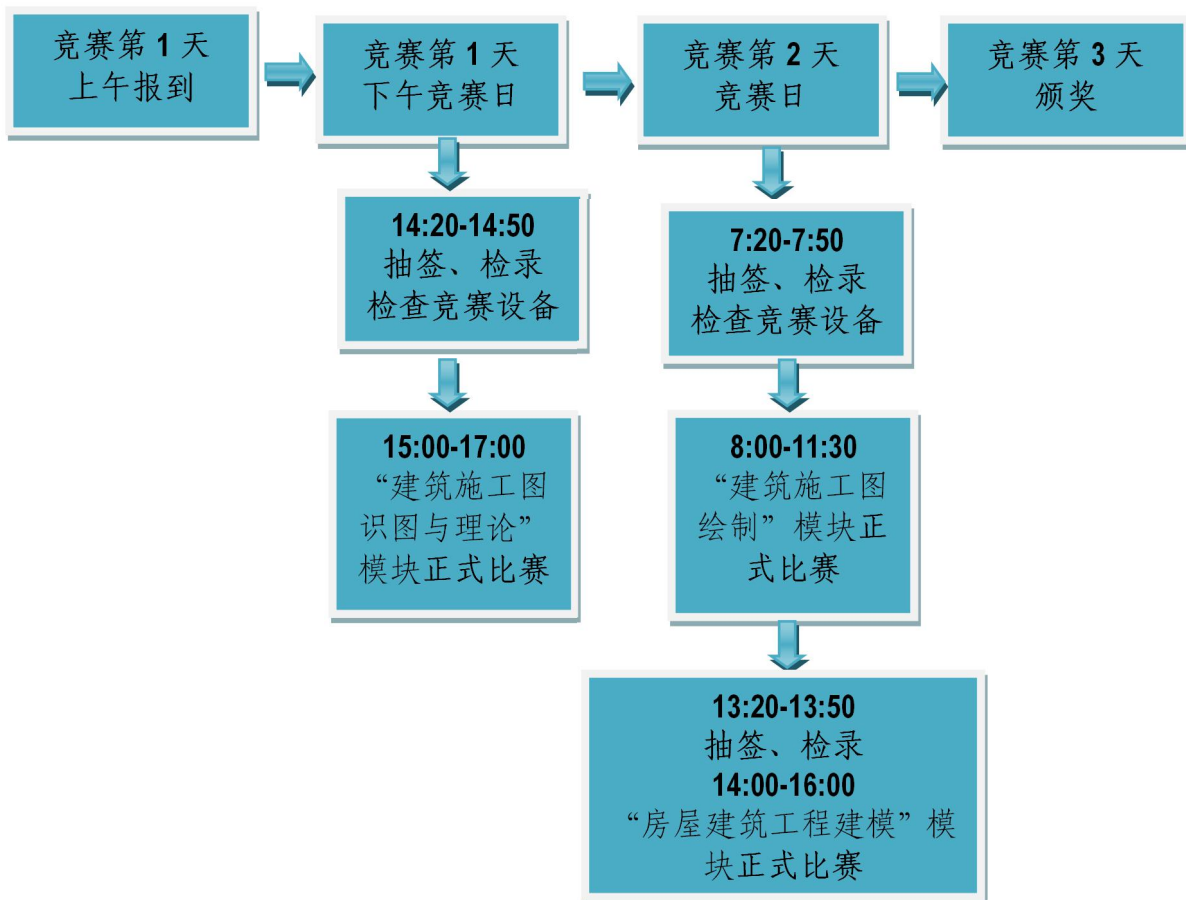 竞赛第 1 天
上午报到
竞赛第 1 天
下午竞赛日
竞赛第 2 天
竞赛日
竞赛第 3 天
颁奖
14:20-14:50
抽签、检录
检查竞赛设备
7:20-7:50
抽签、检录
检查竞赛设备
15:00-17:00
“建筑施工图
识图与理论”
模块正式比赛
8:00-11:30
“建筑施工图
绘制”模块正
式比赛
13:20-13:50
抽签、检录
14:00-16:00
“房屋建筑工程建模”模
块正式比赛